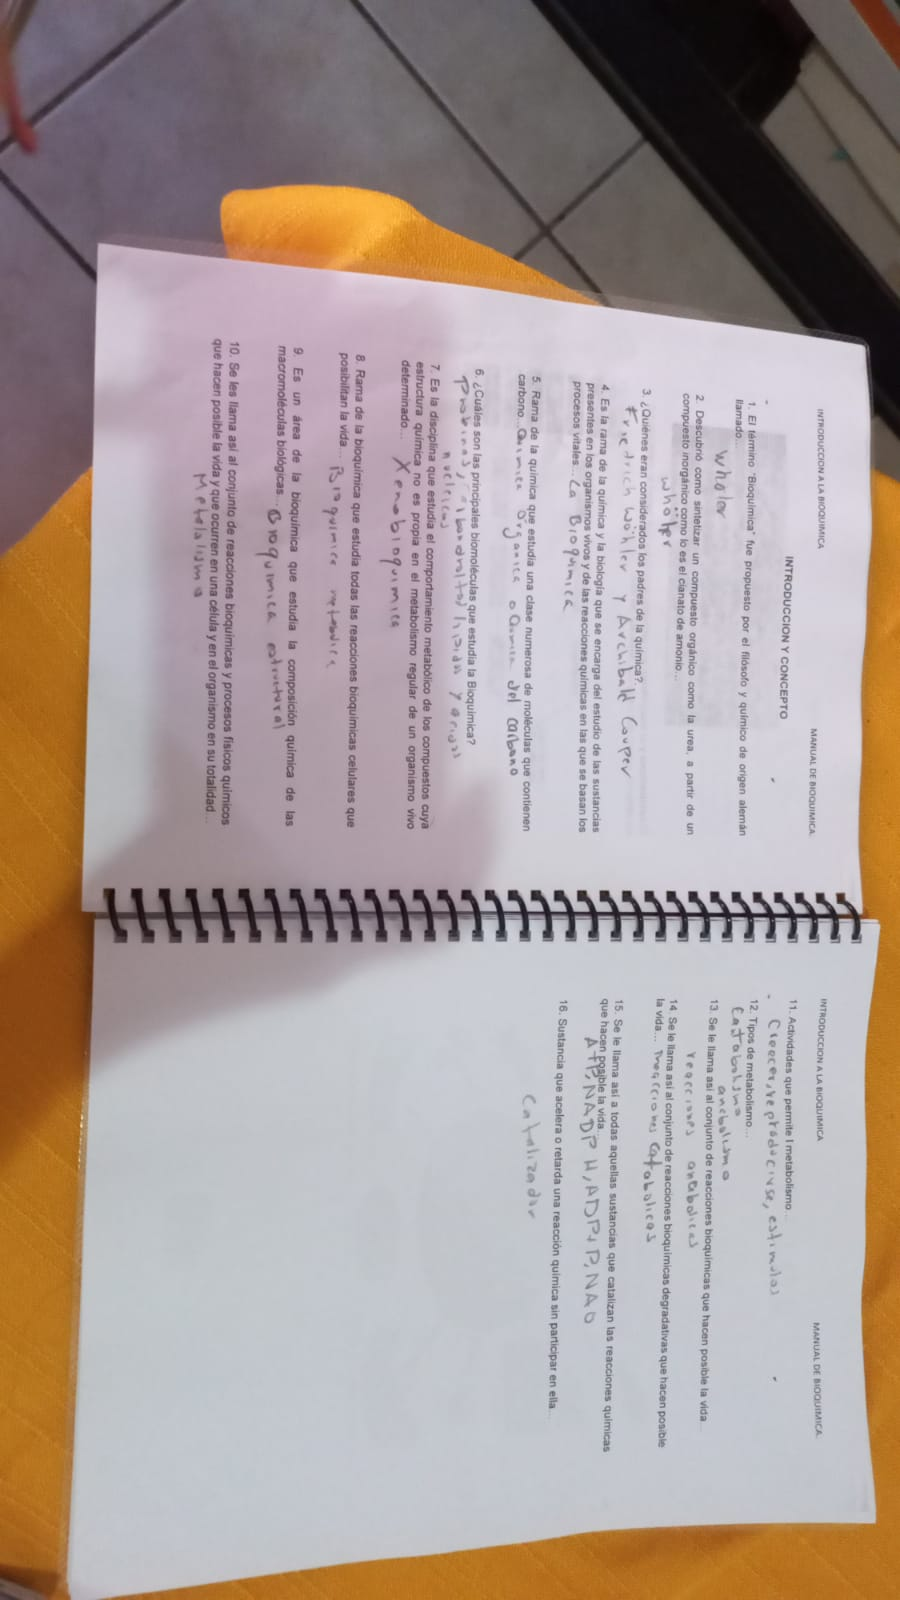 INTRODUCCION A LA BIOQUIMICA MANUAL DE BIOQUIMICA.
INTRODUCCION Y CONCEPTO
1. El término "Bioquímica" fue propuesto por el filósofo y químico de origen alemán
llamado...
wholer
2. Descubrió como sintetizar un compuesto orgánico como la urea, a partir de un
compuesto inorgánico como lo es el cianato de amonio...
whöler
3. ¿Quiénes eran considerados los padres de la química?.
Friedrich Wöhler y Archibald Couper
4. Es la rama de la química y la biología que se encarga del estudio de las sustancias
presentes en los organismos vivos y de las reacciones químicas en las que se basan los
procesos vitales... La Bioquimica
5. Rama de la química que estudia una clase numerosa de moléculas que contienen
carbono... Quimica organica o Quimica del carbono
6. ¿Cuáles son las principales biomoléculas que estudia la Bioquímica?
lipidos y acidos
nucleicos
7. Es la disciplina que estudia el comportamiento metabólico de los compuestos cuya
estructura química no es propia en el metabolismo regular de un organismo vivo
determinado... Xenobioquimica
8. Rama de la bioquímica que estudia todas las reacciones bioquímicas celulares que
posibilitan la vida... Bioquimica
9. Es un área de la bioquímica que estudia la composición química de las
macromoléculas biológicas. Bioquimica estructural
10. Se les llama así al conjunto de reacciones bioquímicas y procesos físicos químicos
que hacen posible la vida y que ocurren en una célula y en el organismo en su totalidad...
INTRODUCCION A LA BIOQUIMICA MANUAL DE BIOQUIMICA.
11. Actividades que permite l metabolismo...
Crecer, reproducirse, estimulos
12. Tipos de metabolismo...
Catabolismo
anabolismo
13. Se le llama así al conjunto de reacciones bioquímicas que hacen posible la vida...
reacciones anabolicas
14 Se le llama así al conjunto de reacciones bioquímicas degradativas que hacen posible
la vida... reacciones catabolicas
15. Se le llama así a todas aquellas sustancias que catalizan las reacciones químicas
que hacen posible la vida...
ATP, NADP H, ADP+P, NAD
16. Sustancia que acelera o retarda una reacción química sin participar en ella...
Catalizador